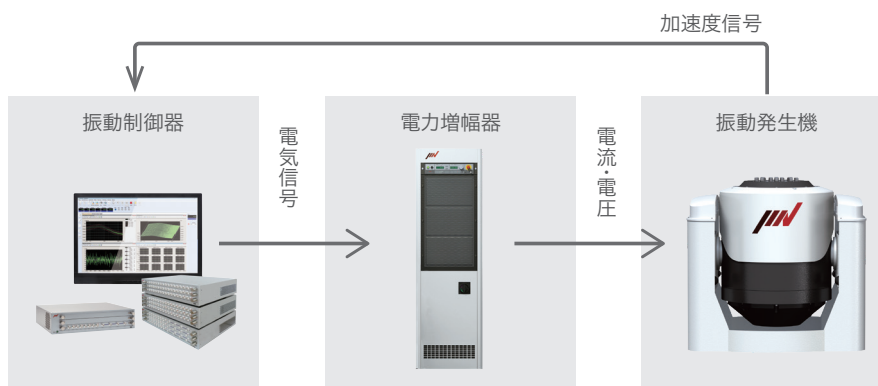 加速度信号
振動制御器
電気信号
電力増幅器
電流・電圧
振動発生機